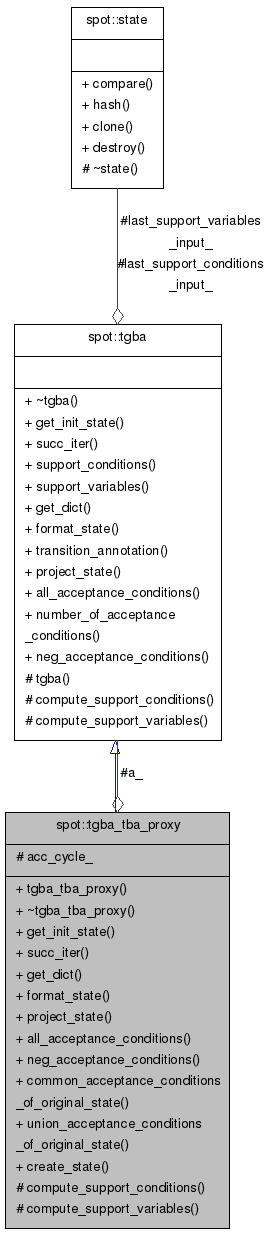 spot::state
+ compare()
+ hash()
+ clone()
+ destroy()
# ~state()
#last_support_variables
_input_
#last_support_conditions
_input_
spot::tgba
+ ~tgba()
+ get_init_state()
+ succ_iter()
+ support_conditions()
+ support_variables()
+ get_dict()
+ format_state()
+ transition_annotation()
+ project_state()
+ all_acceptance_conditions()
+ number_of_acceptance
_conditions()
+ neg_acceptance_conditions()
# tgba()
# compute_support_conditions()
# compute_support_variables()
#a_
spot::tgba_tba_proxy
# acc_cycle_
+ tgba_tba_proxy()
+ ~tgba_tba_proxy()
+ get_init_state()
+ succ_iter()
+ get_dict()
+ format_state()
+ project_state()
+ all_acceptance_conditions()
+ neg_acceptance_conditions()
+ common_acceptance_conditions
_of_original_state()
+ union_acceptance_conditions
_of_original_state()
+ create_state()
# compute_support_conditions()
# compute_support_variables()